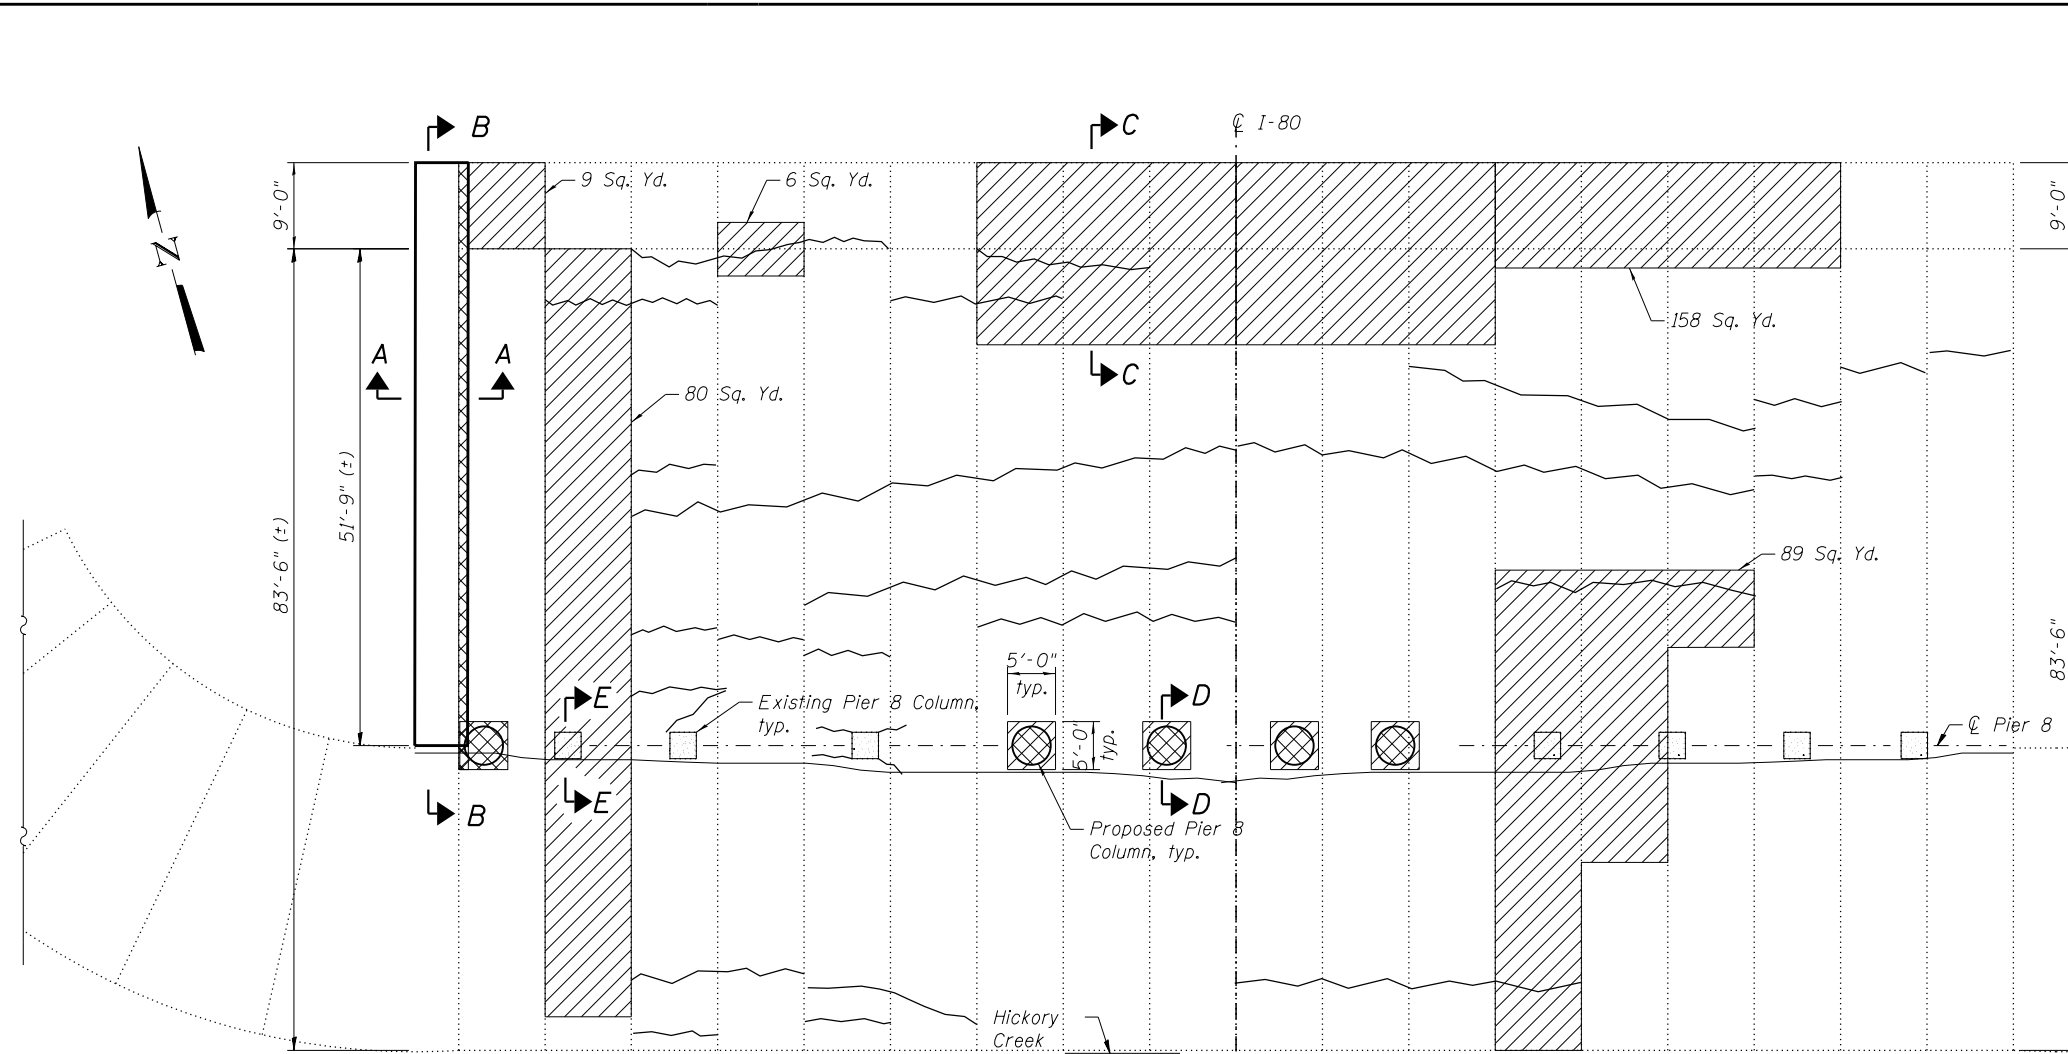 B
C
℄ I-80
9'-0"
9 Sq. Yd.
6 Sq. Yd.
9'-0"
N
158 Sq. Yd.
A
A
C
80 Sq. Yd.
51'-9" (±)
83'-6" (±)
89 Sq. Yd.
83'-6"
5'-0"
typ.
E
Existing Pier 8 Column,
typ.
D
5'-0"
typ.
℄ Pier 8
B
E
D
Proposed Pier 8
Column, typ.
Hickory
Creek